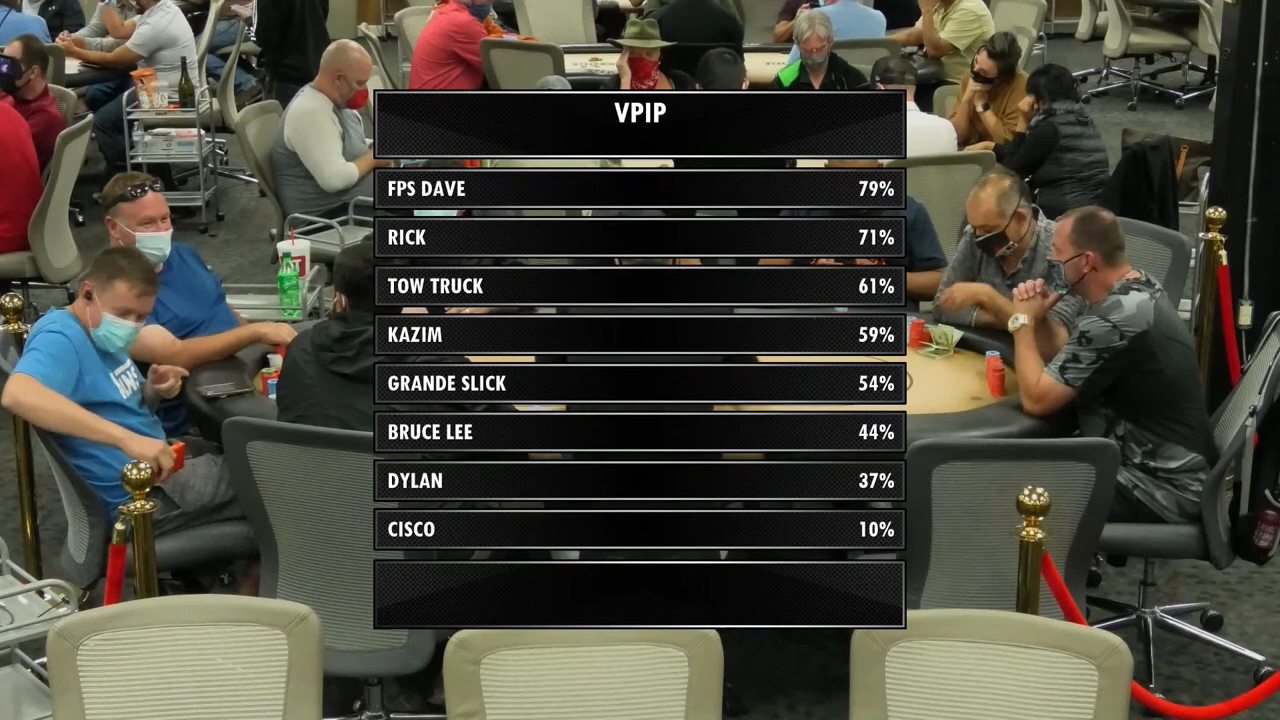 VPIP
FPS DAVE 79%
RICK 71%
TOW TRUCK 61%
KAZIM 59%
GRANDE SLICK 54%
BRUCE LEE 44%
DYLAN 37%
CISCO 10%